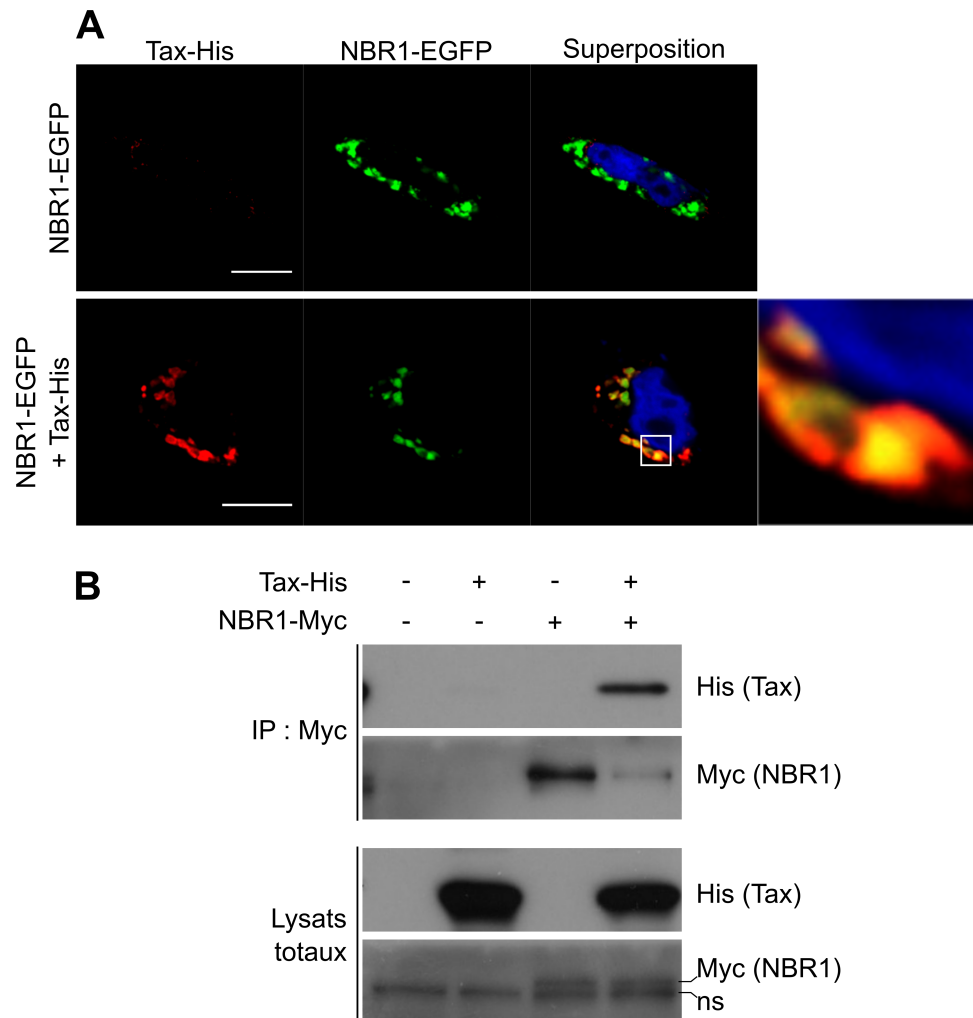 A
Tax-His NBR1-EGFP Superposition
NBR1-EGFP
NBR1-EGFP
+ Tax-His
B
Tax-His - + - +
NBR1-Myc - - + +
IP : Myc
His (Tax)
Myc (NBR1)
Lysats
totaux
His (Tax)
Myc (NBR1)
ns